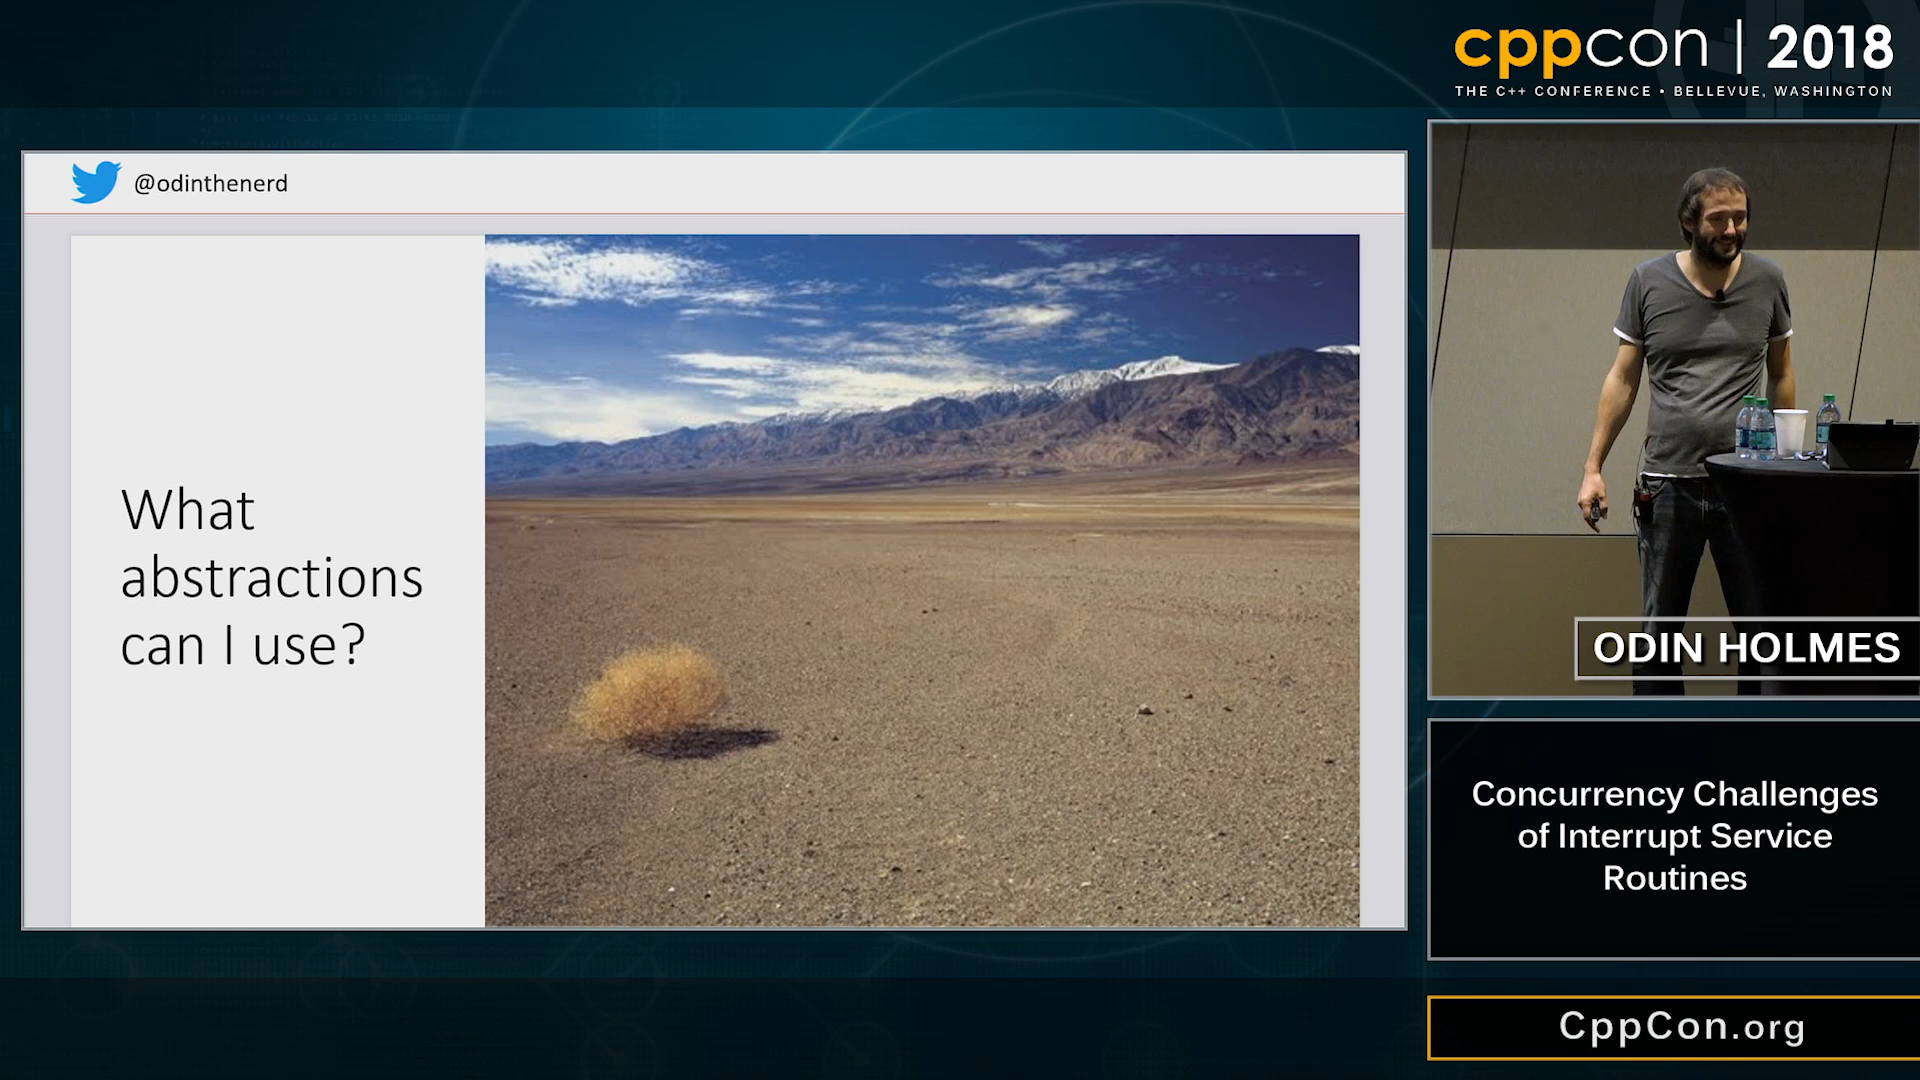 cppcon | 2018
THE C++ CONFERENCE • BELLEVUE, WASHINGTON
@odinthenerd
What
abstractions
can I use?
ODIN HOLMES
Concurrency Challenges
of Interrupt Service
Routines
CppCon.org